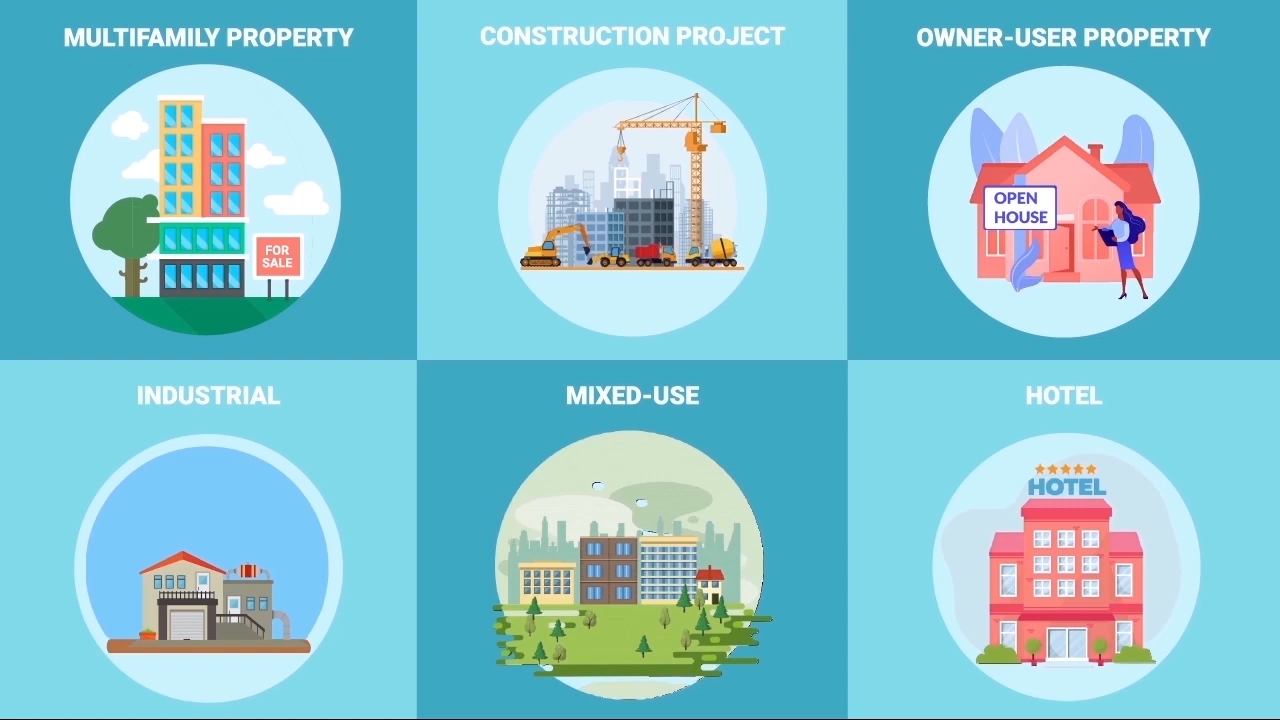 MULTIFAMILY PROPERTY
FOR
SALE
CONSTRUCTION PROJECT
OWNER-USER PROPERTY
OPEN
HOUSE
INDUSTRIAL
MIXED-USE
HOTEL
HOTEL